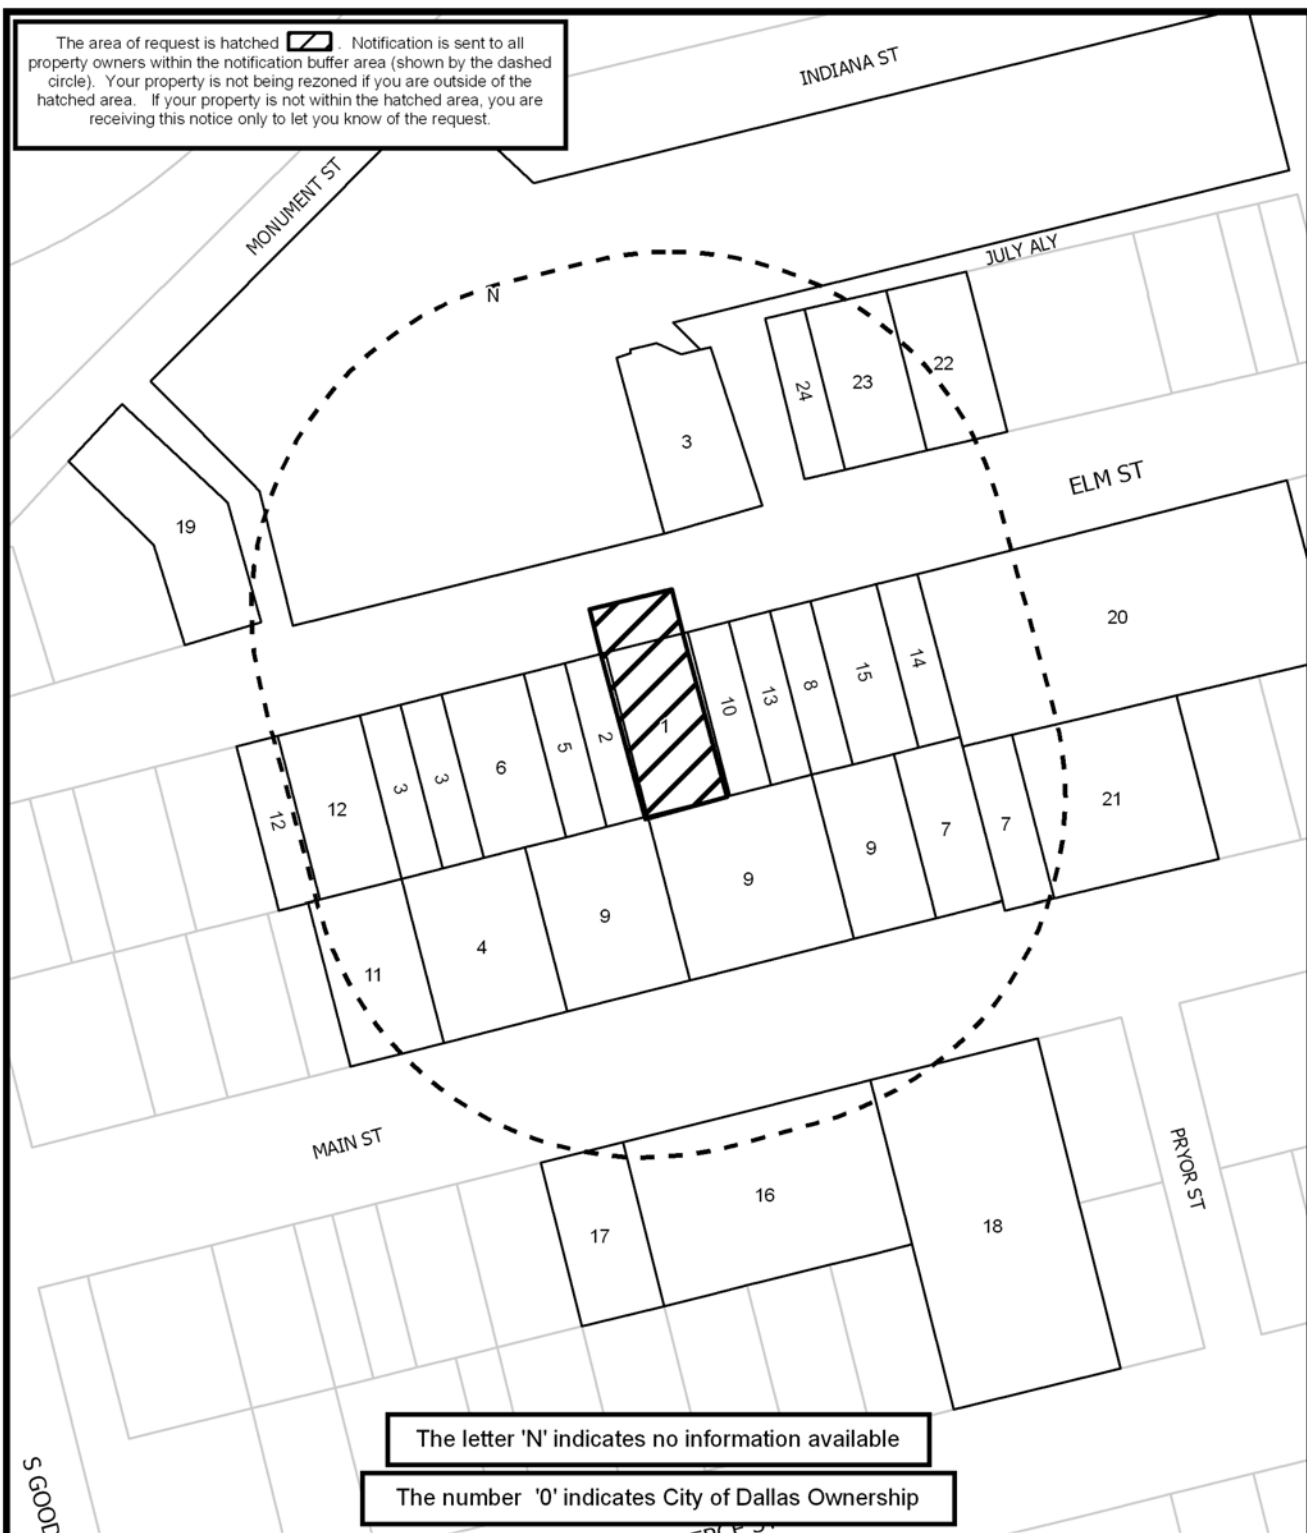 The area of request is hatched . Notification is sent to all
property owners within the notification buffer area (shown by the dashed
circle). Your property is not being rezoned if you are outside of the
hatched area. If your property is not within the hatched area, you are
receiving this notice only to let you know of the request.
INDIANA ST
MONUMENT ST
JULY ALY
N
22
24
23
3
ELM ST
19
20
14
15
8
13
10
1
2
5
6
3
3
12
12
21
7
7
9
9
9
4
11
MAIN ST
PRYOR ST
16
17
18
The letter 'N' indicates no information available
The number '0' indicates City of Dallas Ownership
S GOOD